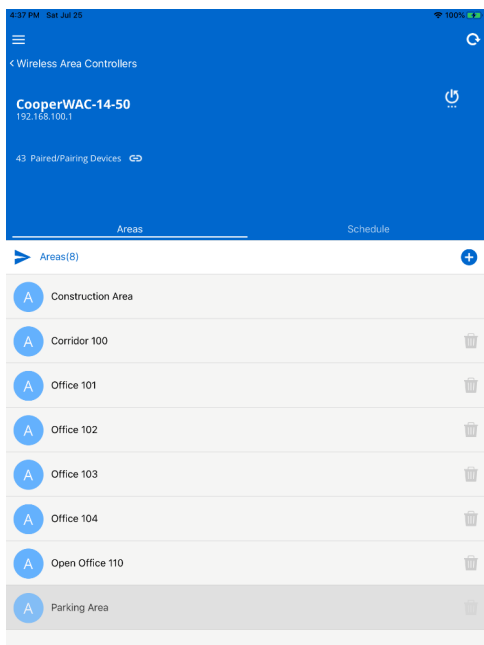 4:37 PM Sat Jul 25
100%
Wireless Area Controllers
CooperWAC-14-50
192.168.100.1
43 Paired/Pairing Devices
Areas
Schedule
Areas(8)
A Construction Area
A Corridor 100
A Office 101
A Office 102
A Office 103
A Office 104
A Open Office 110
A Parking Area